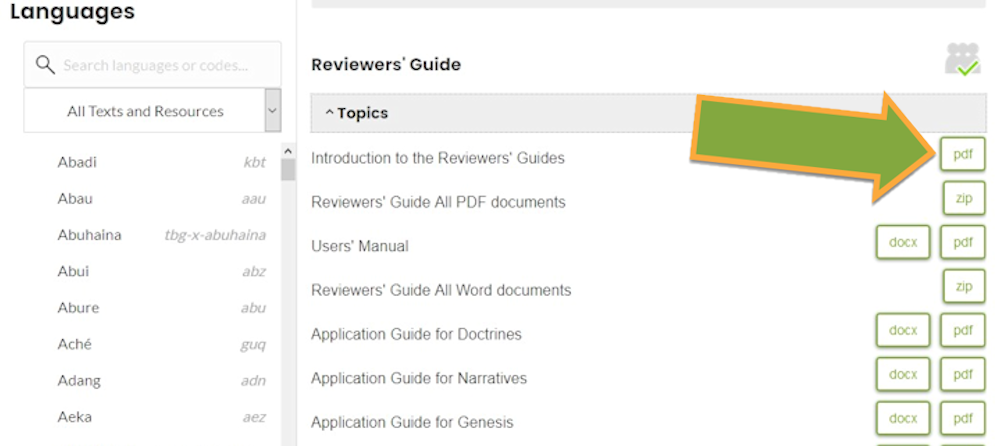 Languages
Search languages or codes...
All Texts and Resources
Abadi kbt
Abau aau
Abuhaina tbg-x-abuhaina
Abui abz
Abure abu
Aché guq
Adang adn
Aeka aez
Reviewers' Guide
^ Topics
Introduction to the Reviewers' Guides pdf
Reviewers' Guide All PDF documents zip
Users' Manual docx pdf
Reviewers' Guide All Word documents zip
Application Guide for Doctrines docx pdf
Application Guide for Narratives docx pdf
Application Guide for Genesis docx pdf